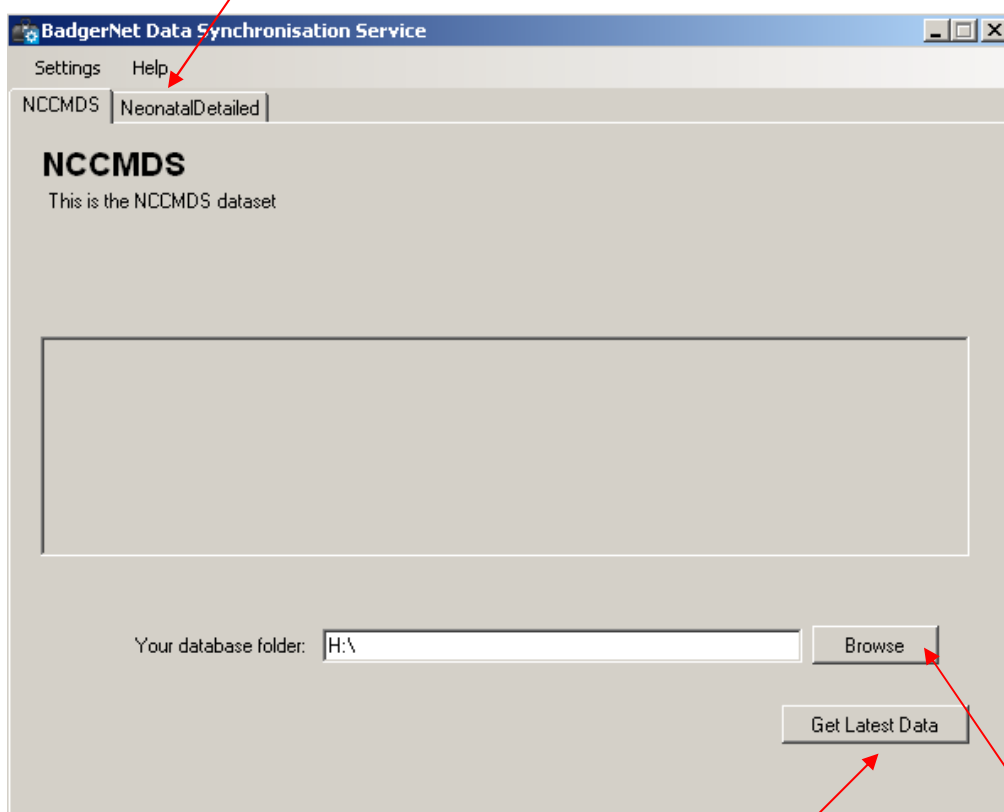 BadgerNet Data Synchronisation Service
Settings Help
NCCMDS NeonatalDetailed
NCCMDS
This is the NCCMDS dataset
Your database folder: H:\ Browse
Get Latest Data